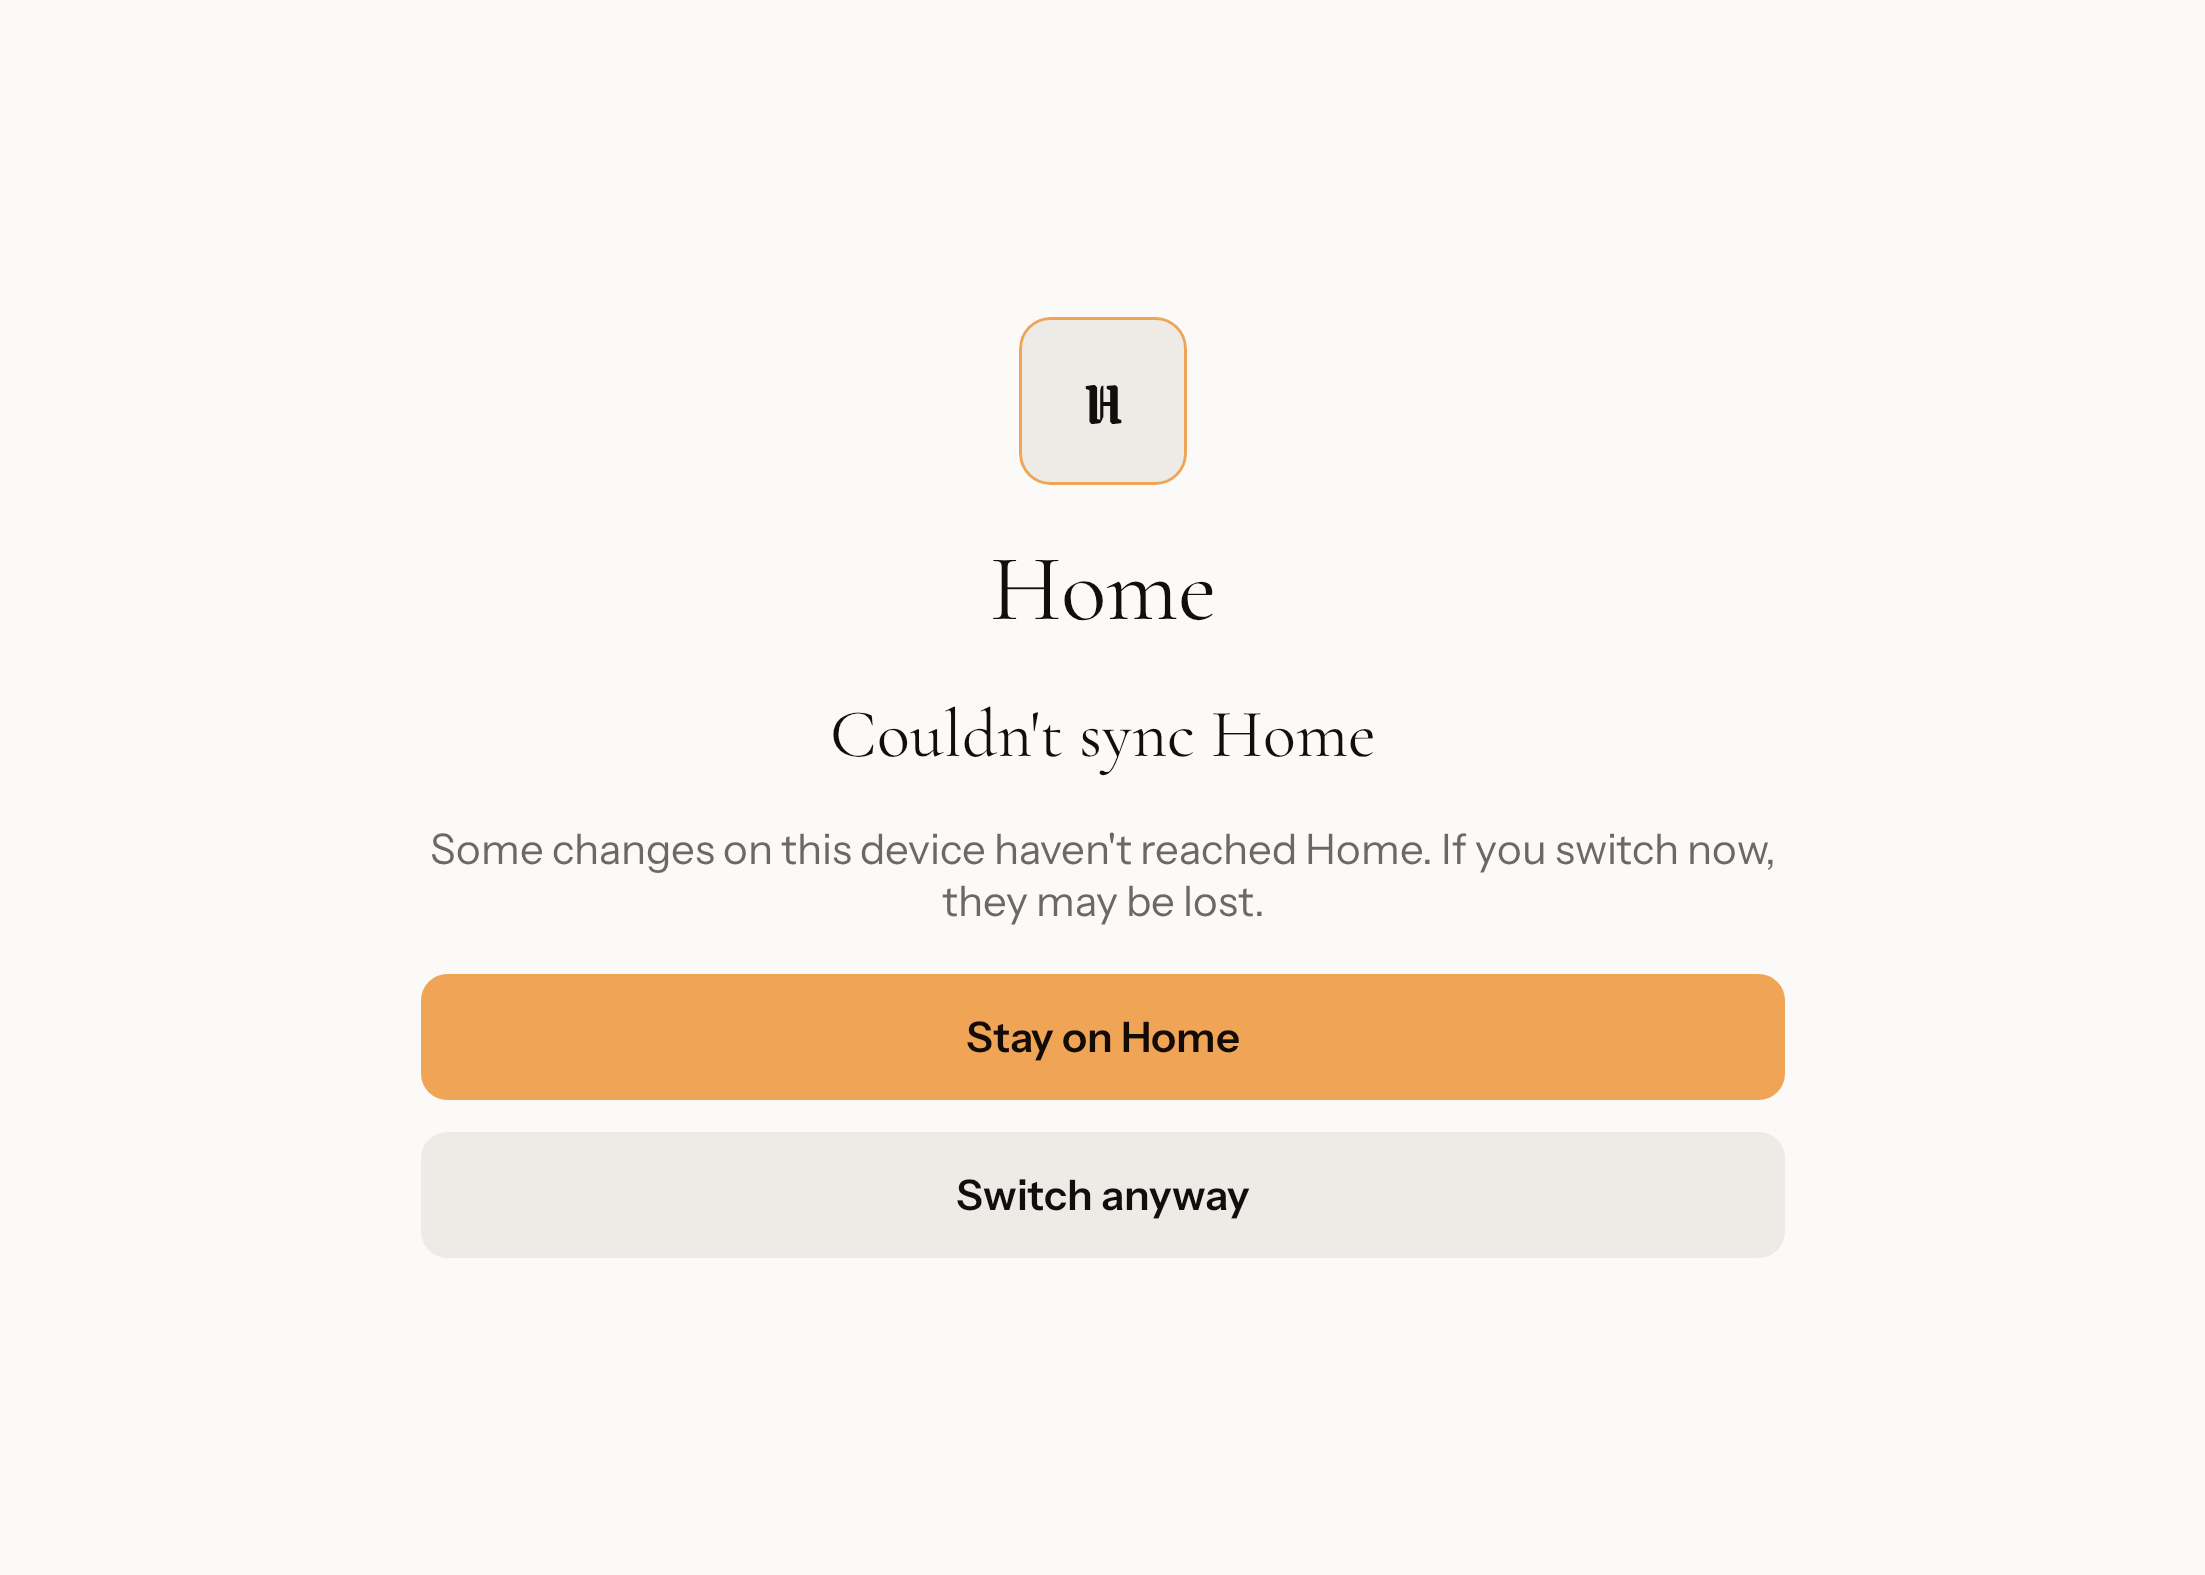 H
Home
Couldn't sync Home
Some changes on this device haven't reached Home. If you switch now,
they may be lost.
Stay on Home
Switch anyway